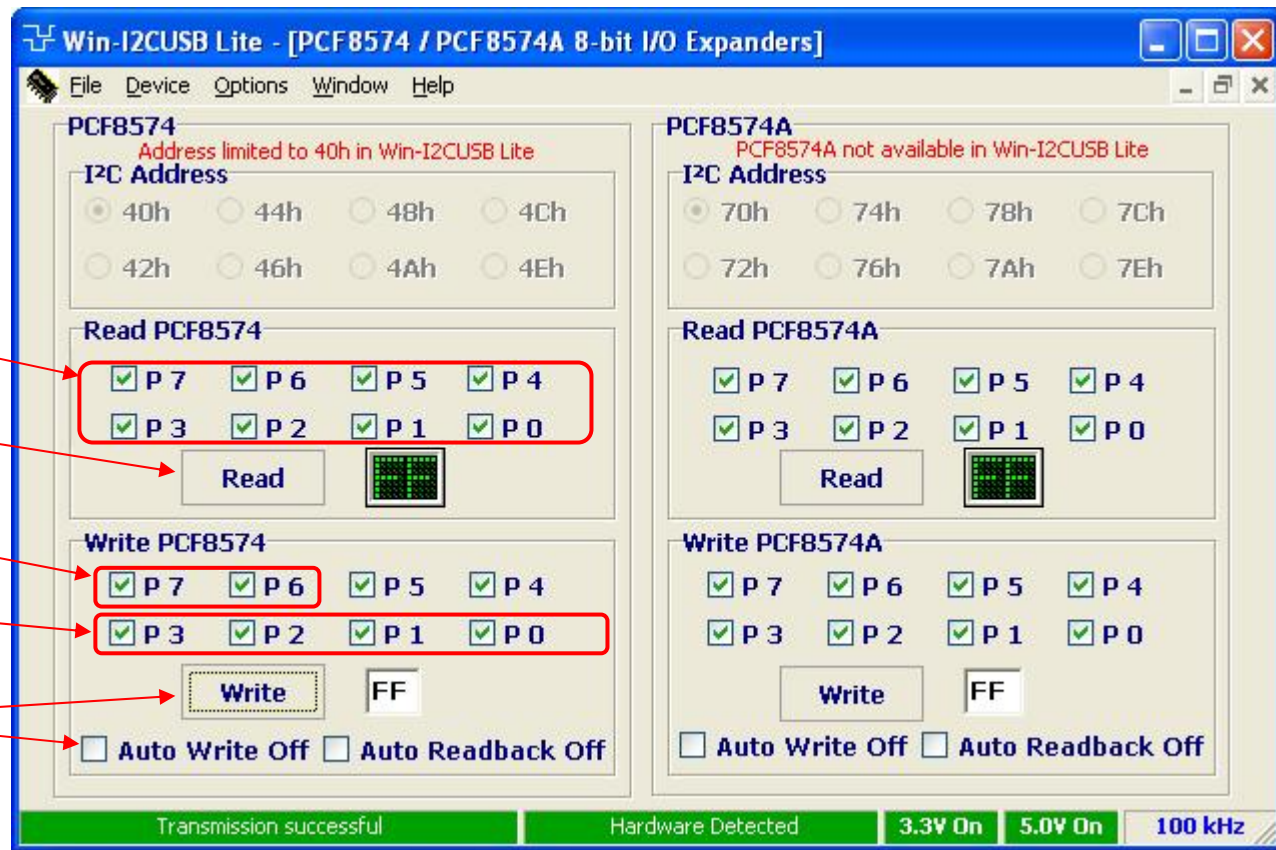 Win-I2CUSB Lite - [PCF8574 / PCF8574A 8-bit I/O Expanders]
File Device Options Window Help
PCF8574
Address limited to 40h in Win-I2CUSB Lite
I²C Address
40h 44h 48h 4Ch
42h 46h 4Ah 4Eh
Read PCF8574
P 7 P 6 P 5 P 4
P 3 P 2 P 1 P 0
Read FF
Write PCF8574
P 7 P 6 P 5 P 4
P 3 P 2 P 1 P 0
Write FF
Auto Write Off Auto Readback Off
PCF8574A
PCF8574A not available in Win-I2CUSB Lite
I²C Address
70h 74h 78h 7Ch
72h 76h 7Ah 7Eh
Read PCF8574A
P 7 P 6 P 5 P 4
P 3 P 2 P 1 P 0
Read FF
Write PCF8574A
P 7 P 6 P 5 P 4
P 3 P 2 P 1 P 0
Write FF
Auto Write Off Auto Readback Off
Transmission successful Hardware Detected 3.3V On 5.0V On 100 kHz